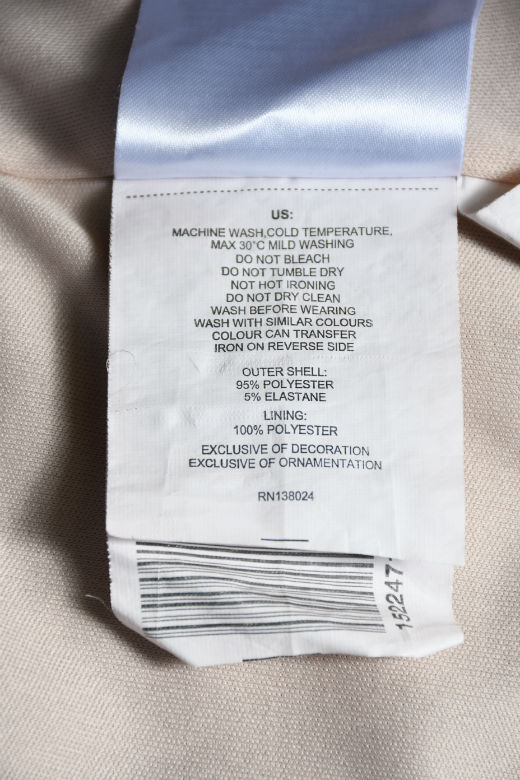 US:
MACHINE WASH,COLD TEMPERATURE,
MAX 30°C MILD WASHING
DO NOT BLEACH
DO NOT TUMBLE DRY
NOT HOT IRONING
DO NOT DRY CLEAN
WASH BEFORE WEARING
WASH WITH SIMILAR COLOURS
COLOUR CAN TRANSFER
IRON ON REVERSE SIDE
OUTER SHELL:
95% POLYESTER
5% ELASTANE
LINING:
100% POLYESTER
EXCLUSIVE OF DECORATION
EXCLUSIVE OF ORNAMENTATION
RN138024
152247